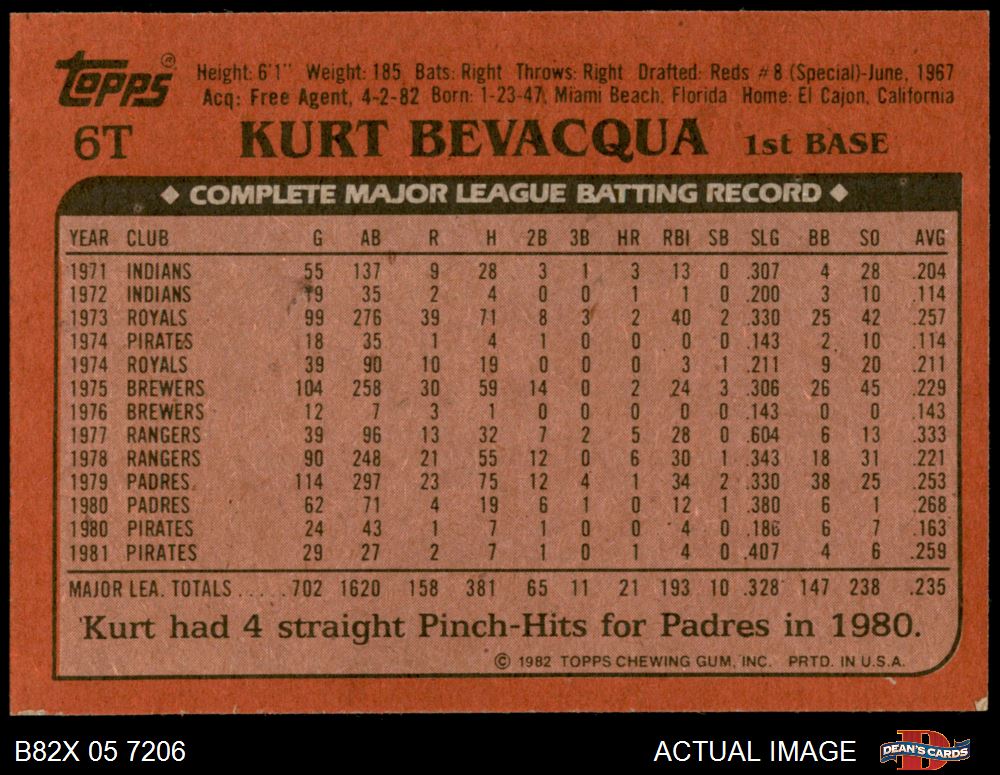 Topps®
Height: 6'1" Weight: 185 Bats: Right Throws: Right Drafted: Reds #8 (Special)-June, 1967
Acq: Free Agent, 4-2-82 Born: 1-23-47, Miami Beach, Florida Home: El Cajon, California
6T KURT BEVACQUA 1st BASE
◆ COMPLETE MAJOR LEAGUE BATTING RECORD ◆
YEAR CLUB G AB R H 2B 3B HR RBI SB SLG BB SO AVG
1971 INDIANS 55 137 9 28 3 1 3 13 0 .307 4 28 .204
1972 INDIANS 19 35 2 4 0 0 1 1 0 .200 3 10 .114
1973 ROYALS 99 276 39 71 8 3 2 40 2 .330 25 42 .257
1974 PIRATES 18 35 1 4 1 0 0 0 0 .143 2 10 .114
1974 ROYALS 39 90 10 19 0 0 0 3 1 .211 9 20 .211
1975 BREWERS 104 258 30 59 14 0 2 24 3 .306 26 45 .229
1976 BREWERS 12 7 3 1 0 0 0 0 0 .143 0 0 .143
1977 RANGERS 39 96 13 32 7 2 5 28 0 .604 6 13 .333
1978 RANGERS 90 248 21 55 12 0 6 30 1 .343 18 31 .221
1979 PADRES 114 297 23 75 12 4 1 34 2 .330 38 25 .253
1980 PADRES 62 71 4 19 6 1 0 12 1 .380 6 1 .268
1980 PIRATES 24 43 1 7 1 0 0 4 0 .186 6 7 .163
1981 PIRATES 29 27 2 7 1 0 1 4 0 .407 4 6 .259
MAJOR LEA. TOTALS.....702 1620 158 381 65 11 21 193 10 .328 147 238 .235
Kurt had 4 straight Pinch-Hits for Padres in 1980.
© 1982 TOPPS CHEWING GUM, INC. PRTD. IN U.S.A.
B82X 05 7206 ACTUAL IMAGE D DEAN'S CARDS